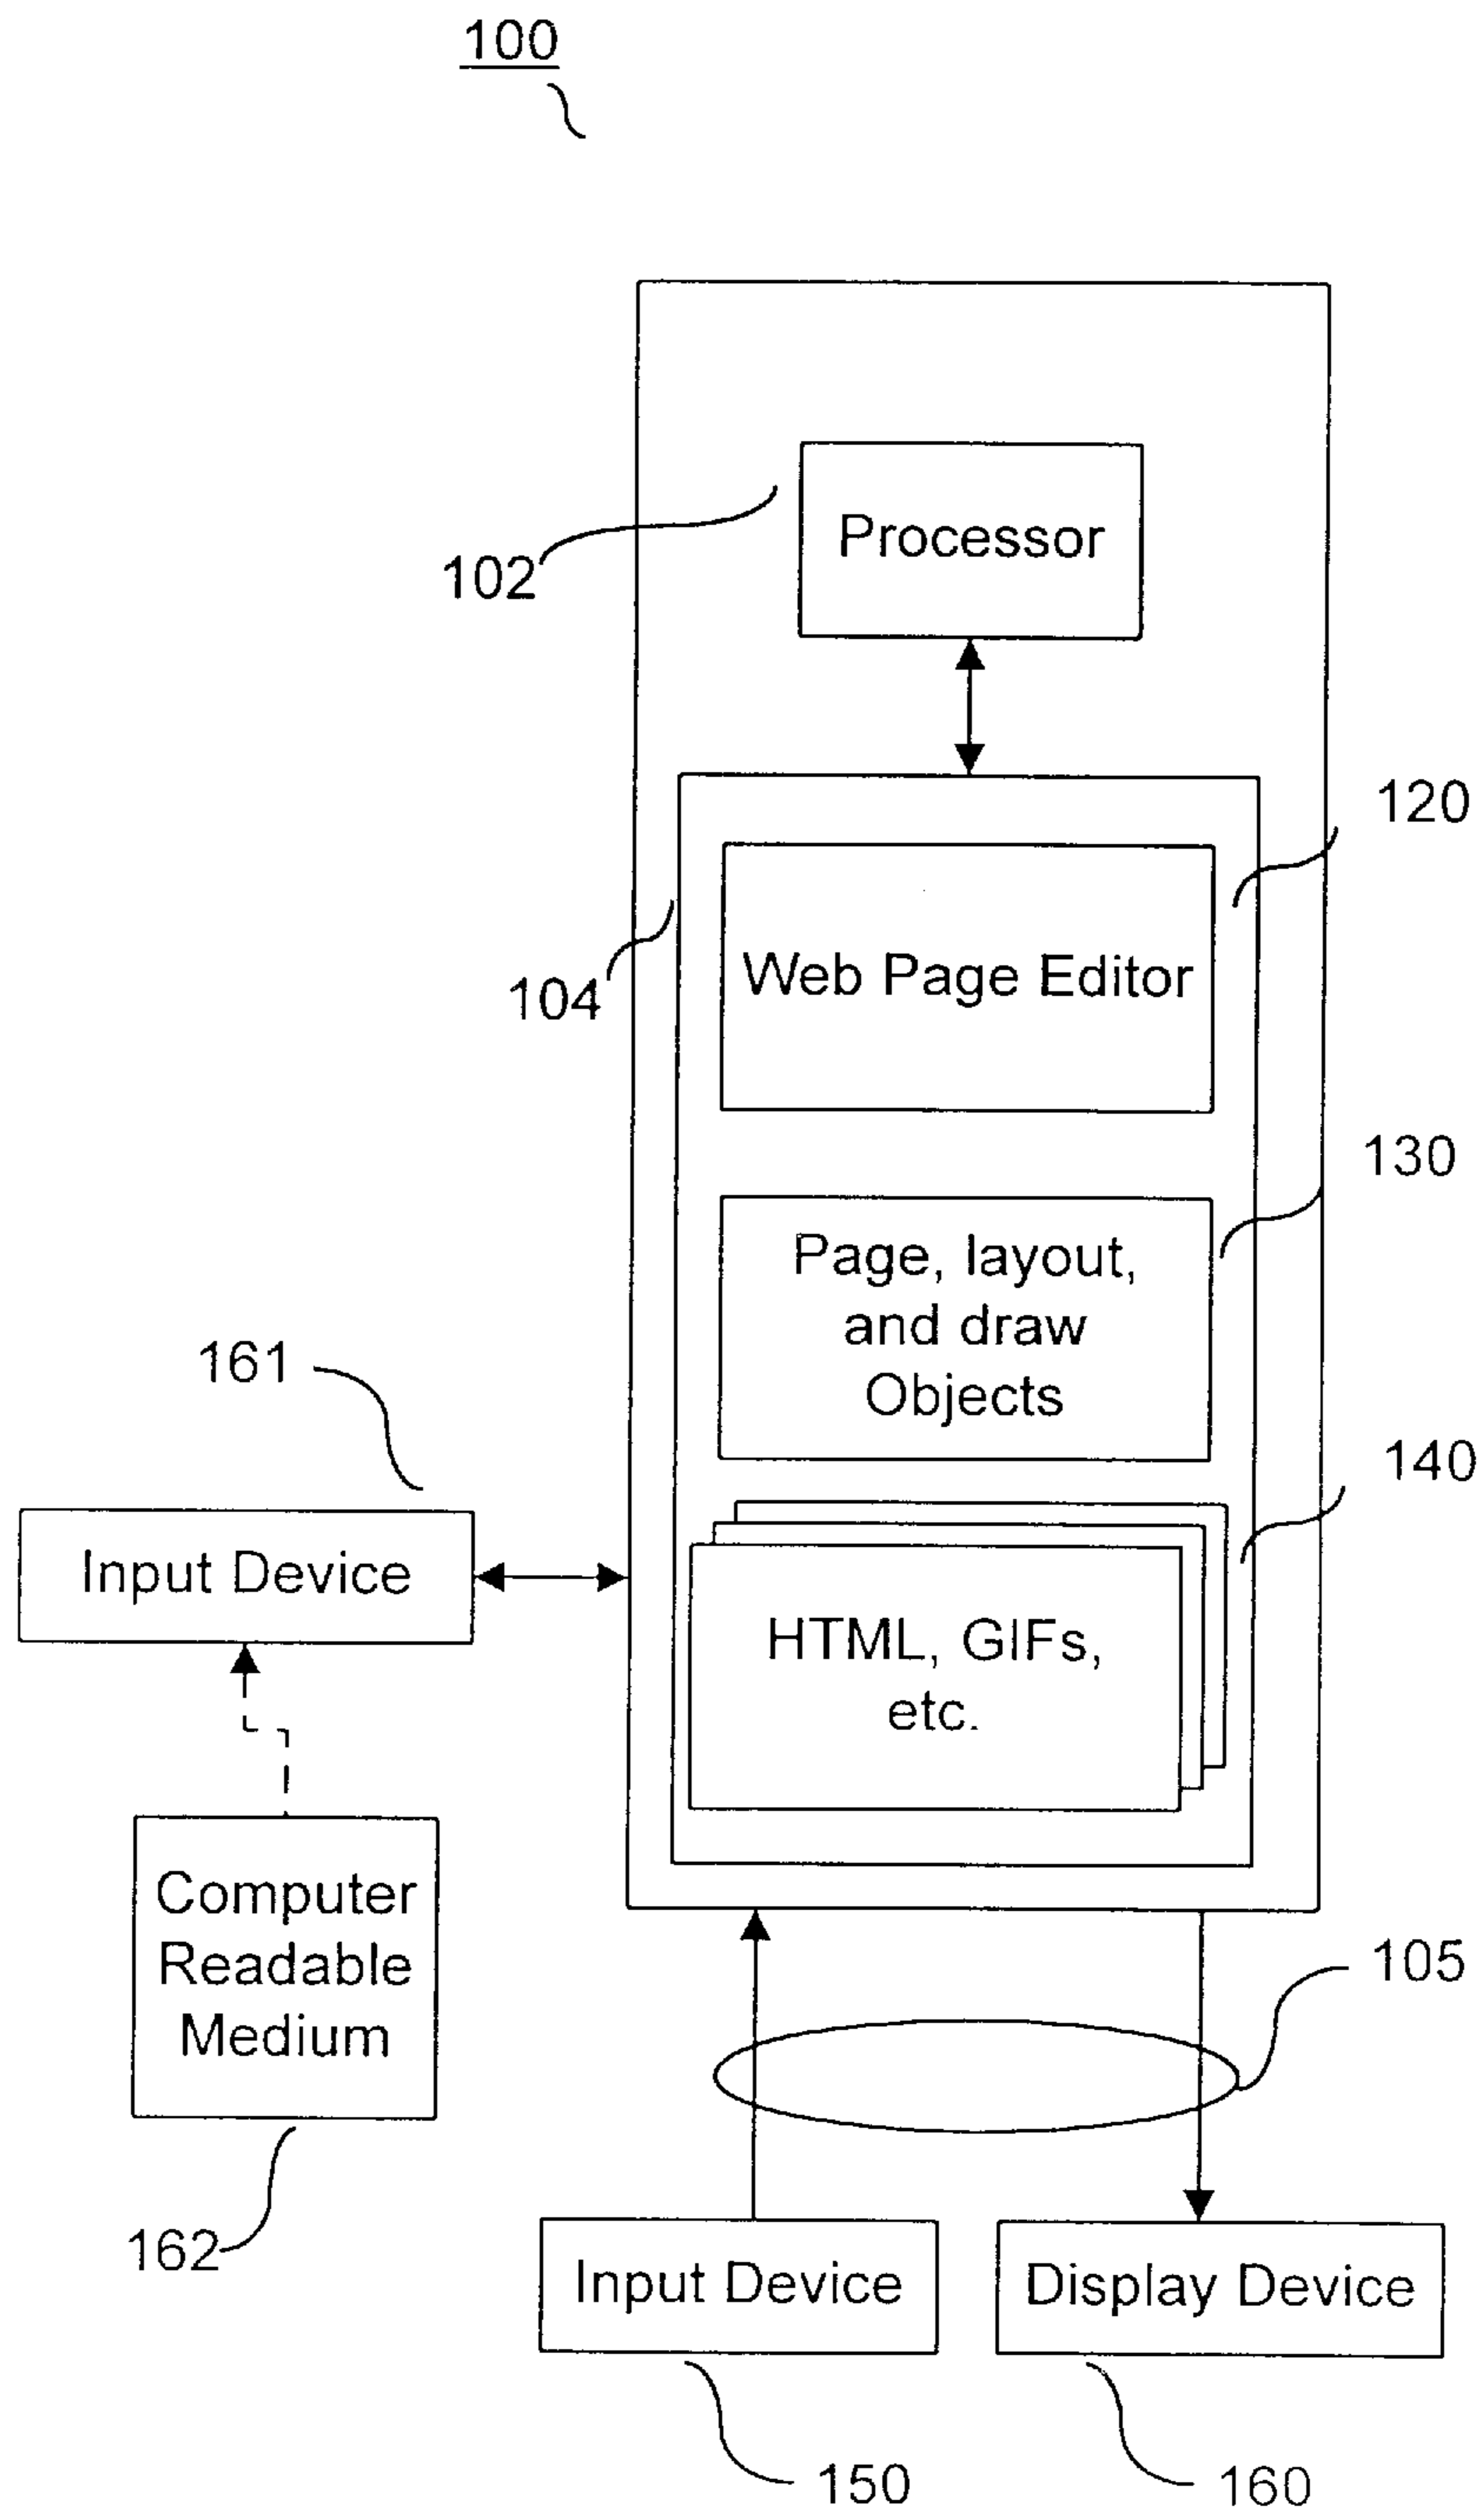 100
Processor
102
120
Web Page Editor
104
130
Page, layout,
and draw
Objects
161
140
Input Device
HTML, GIFs,
etc.
Computer
Readable
Medium
105
162
Input Device
Display Device
150
160